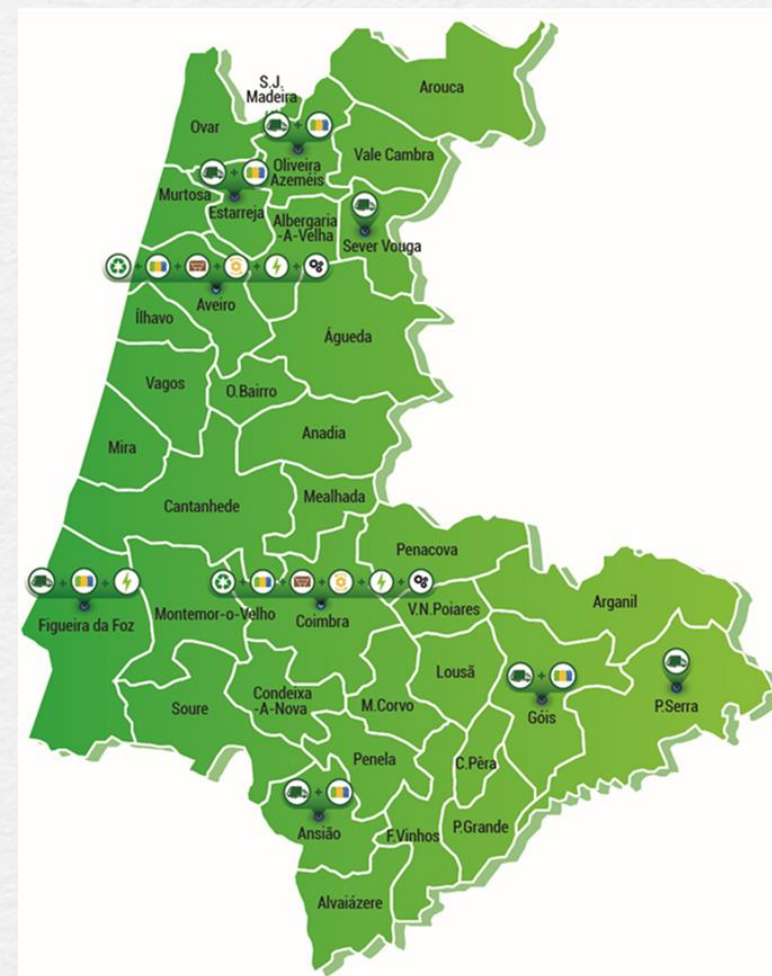 S.J.
Madeira
Arouca
Ovar
Vale Cambra
Oliveira
Azeméis
Murtosa
Estarreja
Albergaria
-A-Velha
Sever Vouga
Aveiro
Ílhavo
Águeda
Vagos
O.Bairro
Anadia
Mira
Mealhada
Cantanhede
Penacova
Arganil
V.N.Poiares
Figueira da Foz
Montemor-o-Velho
Coimbra
Lousã
Condeixa
-A-Nova
Soure
M.Corvo
Góis
P.Serra
Penela
C.Pêra
Ansião
F.Vinhos
P.Grande
Alvaiázere